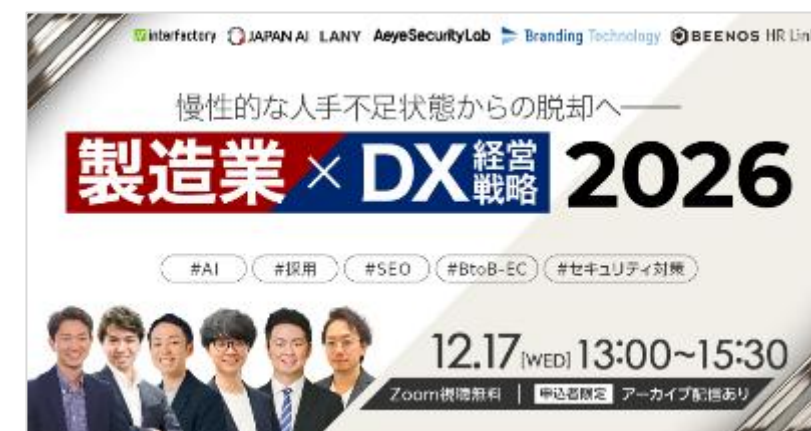 interfactory JAPAN AI LANY AeyeSecurityLab Branding Technology BEENOS HR Lin
慢性的な人手不足状態からの脱却へ――
製造業×DX経営戦略 2026
#AI #採用 #SEO #BtoB-EC #セキュリティ対策
12.17[WED] 13:00~15:30
Zoom視聴無料 | 申込者限定 アーカイブ配信あり